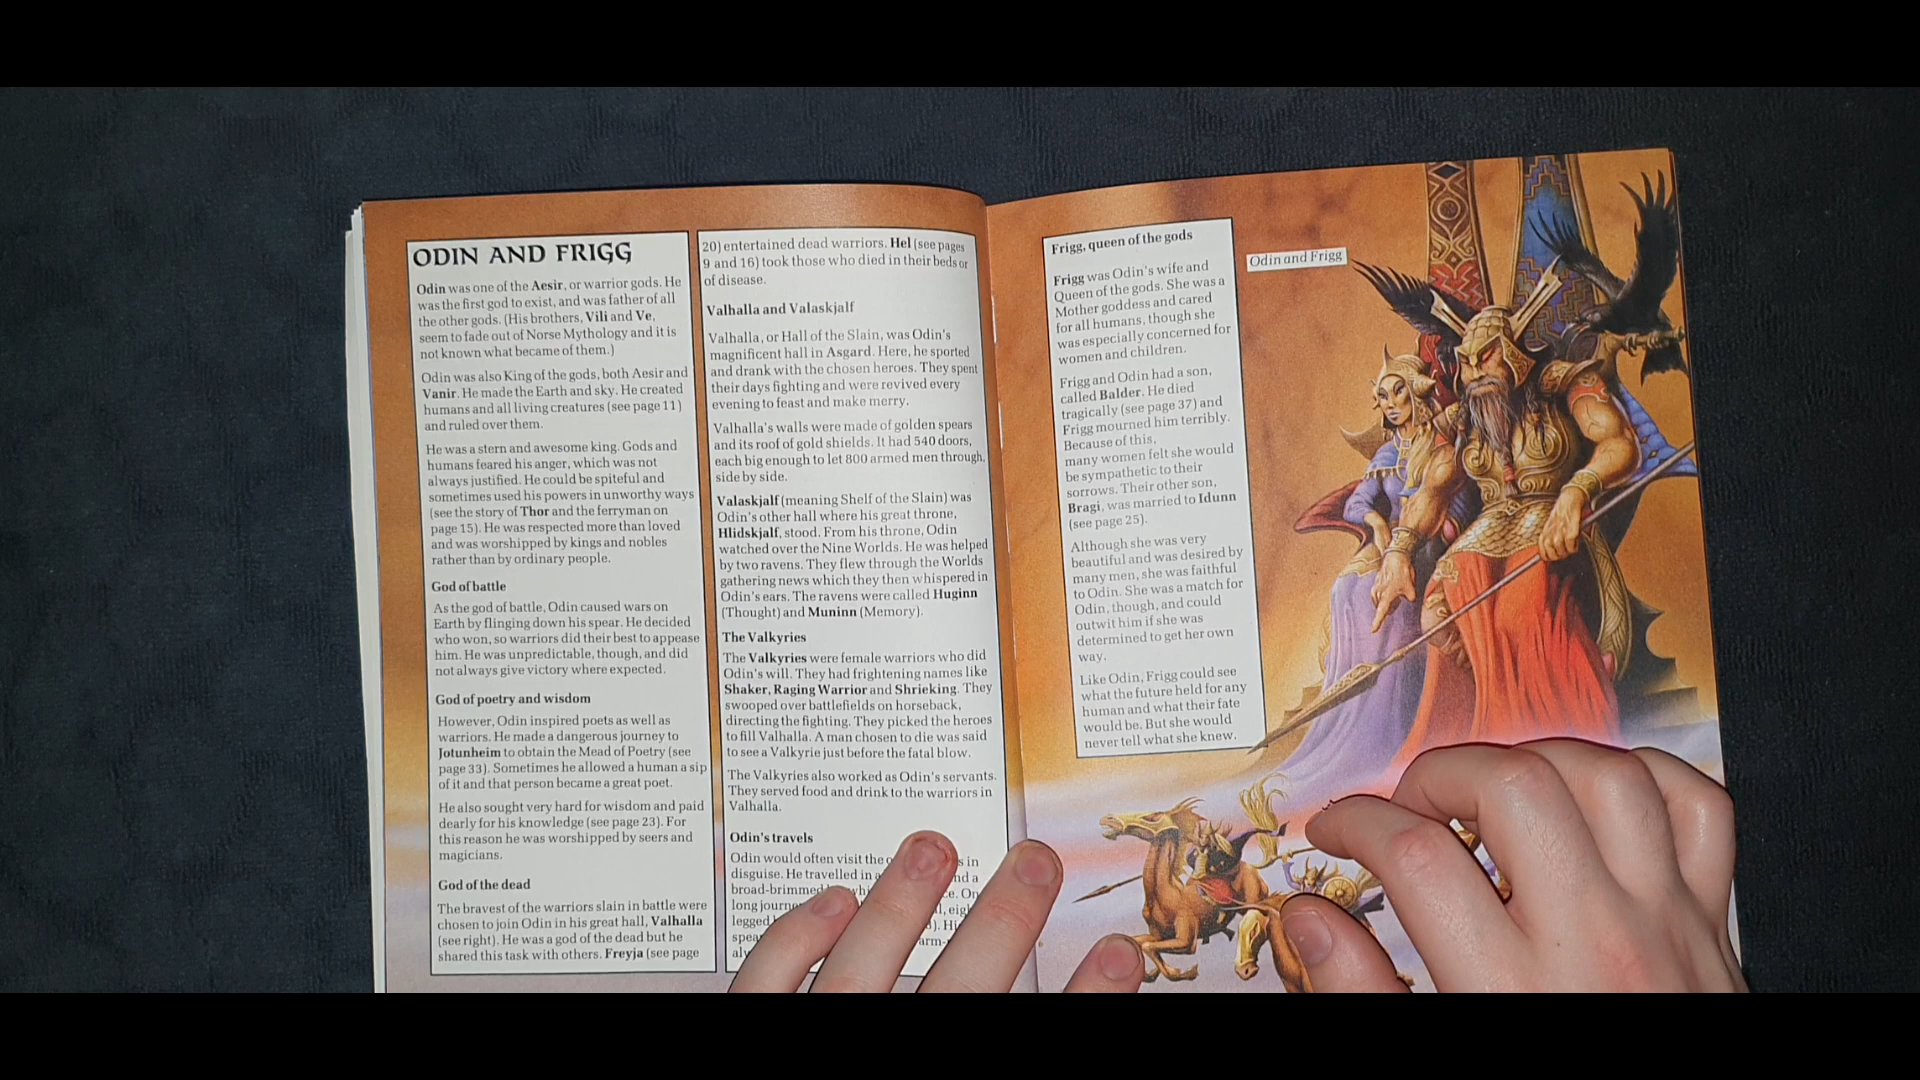 ODIN AND FRIGG
Odin was one of the Aesir, or warrior gods. He
was the first god to exist, and was father of all
the other gods. (His brothers, Vili and Ve,
seem to fade out of Norse Mythology and it is
not known what became of them.)
Odin was also King of the gods, both Aesir and
Vanir. He made the Earth and sky. He created
humans and all living creatures (see page 11)
and ruled over them.
He was a stern and awesome king. Gods and
humans feared his anger, which was not
always justified. He could be spiteful and
sometimes used his powers in unworthy ways
(see the story of Thor and the ferryman on
page 15). He was respected more than loved
and was worshipped by kings and nobles
rather than by ordinary people.
God of battle
As the god of battle, Odin caused wars on
Earth by flinging down his spear. He decided
who won, so warriors did their best to appease
him. He was unpredictable, though, and did
not always give victory where expected.
God of poetry and wisdom
However, Odin inspired poets as well as
warriors. He made a dangerous journey to
Jotunheim to obtain the Mead of Poetry (see
page 33). Sometimes he allowed a human a sip
of it and that person became a great poet.
He also sought very hard for wisdom and paid
dearly for his knowledge (see page 23). For
this reason he was worshipped by seers and
magicians.
God of the dead
The bravest of the warriors slain in battle were
chosen to join Odin in his great hall, Valhalla
(see right). He was a god of the dead but he
shared this task with others. Freyja (see page
20) entertained dead warriors. Hel (see pages
9 and 16) took those who died in their beds or
of disease.
Valhalla and Valaskjalf
Valhalla, or Hall of the Slain, was Odin's
magnificent hall in Asgard. Here, he sported
and drank with the chosen heroes. They spent
their days fighting and were revived every
evening to feast and make merry.
Valhalla's walls were made of golden spears
and its roof of gold shields. It had 540 doors,
each big enough to let 800 armed men through,
side by side.
Valaskjalf (meaning Shelf of the Slain) was
Odin's other hall where his great throne,
Hlidskjalf, stood. From his throne, Odin
watched over the Nine Worlds. He was helped
by two ravens. They flew through the Worlds
gathering news which they then whispered in
Odin's ears. The ravens were called Huginn
(Thought) and Muninn (Memory).
The Valkyries
The Valkyries were female warriors who did
Odin's will. They had frightening names like
Shaker, Raging Warrior and Shrieking. They
swooped over battlefields on horseback,
directing the fighting. They picked the heroes
to fill Valhalla. A man chosen to die was said
to see a Valkyrie just before the fatal blow.
The Valkyries also worked as Odin's servants.
They served food and drink to the warriors in
Valhalla.
Odin's travels
Odin would often visit the in
disguise. He travelled in a
broad-brimmed On
long
legged
Frigg, queen of the gods
Frigg was Odin's wife and
Queen of the gods. She was a
Mother goddess and cared
for all humans, though she
was especially concerned for
women and children.
Frigg and Odin had a son,
called Balder. He died
tragically (see page 37) and
Frigg mourned him terribly.
Because of this,
many women felt she would
be sympathetic to their
sorrows. Their other son,
Bragi, was married to Idunn
(see page 25).
Although she was very
beautiful and was desired by
many men, she was faithful
to Odin. She was a match for
Odin, though, and could
outwit him if she was
determined to get her own
way.
Like Odin, Frigg could see
what the future held for any
human and what their fate
would be. But she would
never tell what she knew.
Odin and Frigg